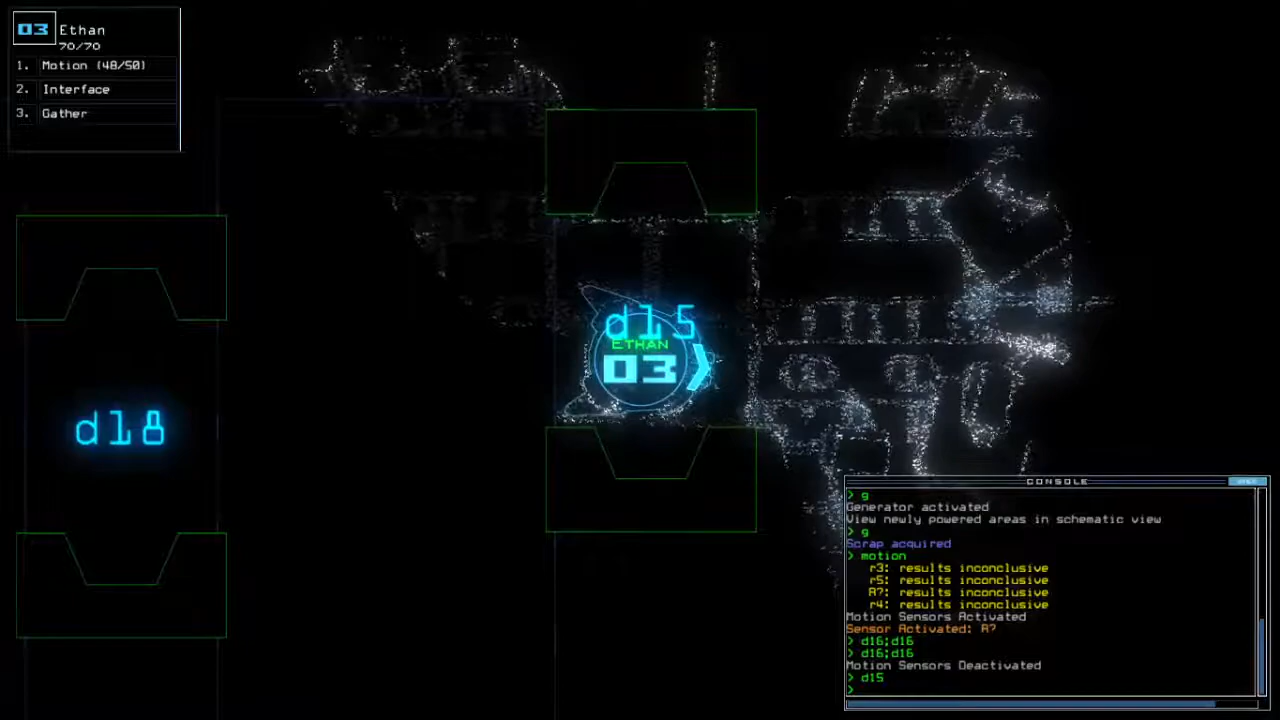 03 Ethan
70/70
1. Motion (48/50)
2. Interface
3. Gather
d15
ETHAN
03
d18
CONSOLE
> g
Generator activated
View newly powered areas in schematic view
> g
Scrap acquired
> motion
r3: results inconclusive
r5: results inconclusive
A?: results inconclusive
r4: results inconclusive
Motion Sensors Activated
Sensor Activated: A?
> d16;d16
> d16;d16
Motion Sensors Deactivated
> d15
>